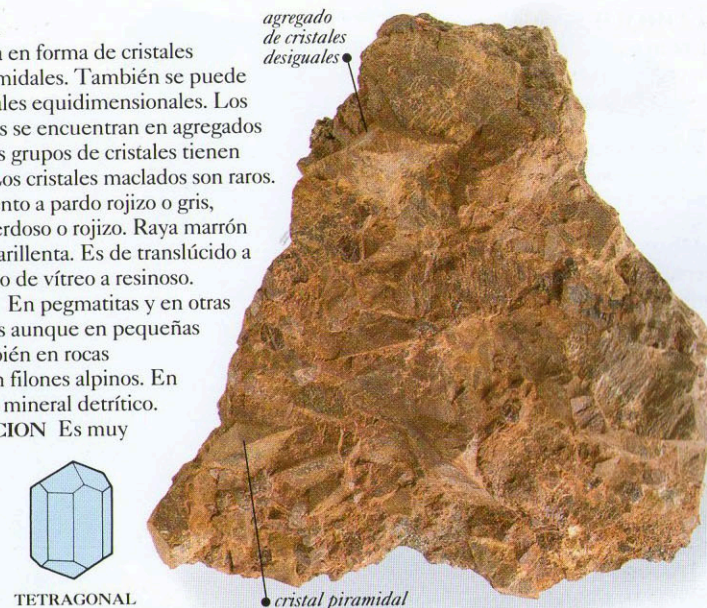 agregado
de cristales
desiguales
en forma de cristales
midales. También se puede
ales equidimensionales. Los
s se encuentran en agregados
s grupos de cristales tienen
Los cristales maclados son raros.
ento a pardo rojizo o gris,
erdoso o rojizo. Raya marrón
arillenta. Es de translúcido a
o de vítreo a resinoso.
En pegmatitas y en otras
s aunque en pequeñas
bién en rocas
n filones alpinos. En
mineral detrítico.
CION Es muy
TETRAGONAL
cristal piramidal